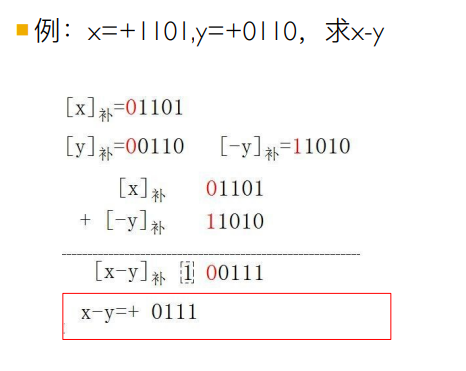 例：x=+1101,y=+0110，求x-y
[x]补=01101
[y]补=00110 [-y]补=11010
[x]补 01101
+ [-y]补 11010
[x-y]补 1 00111
x-y=+ 0111